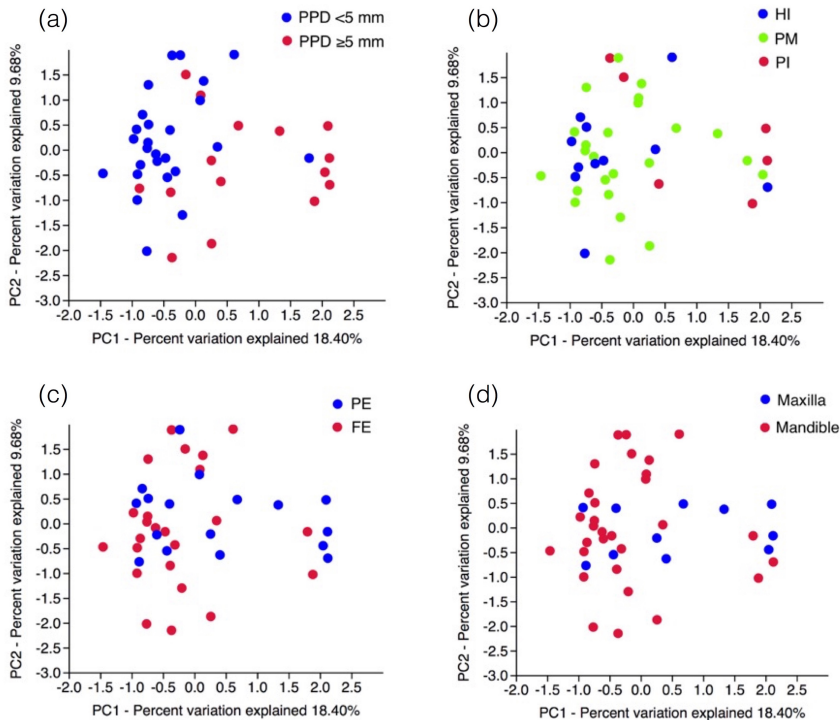 (a)
PPD <5 mm
PPD ≥5 mm
PC2 - Percent variation explained 9.68%
1.5
1.0
0.5
0.0
-0.5
-1.0
-1.5
-2.0
-2.5
-3.0
-2.0 -1.5 -1.0 -0.5 0.0 0.5 1.0 1.5 2.0 2.5
PC1 - Percent variation explained 18.40%
(b)
HI
PM
PI
PC2 - Percent variation explained 9.68%
1.5
1.0
0.5
0.0
-0.5
-1.0
-1.5
-2.0
-2.5
-3.0
-2.0 -1.5 -1.0 -0.5 0.0 0.5 1.0 1.5 2.0 2.5
PC1 - Percent variation explained 18.40%
(c)
PE
FE
PC2 - Percent variation explained 9.68%
1.5
1.0
0.5
0.0
-0.5
-1.0
-1.5
-2.0
-2.5
-3.0
-2.0 -1.5 -1.0 -0.5 0.0 0.5 1.0 1.5 2.0 2.5
PC1 - Percent variation explained 18.40%
(d)
Maxilla
Mandible
PC2 - Percent variation explained 9.68%
1.5
1.0
0.5
0.0
-0.5
-1.0
-1.5
-2.0
-2.5
-3.0
-2.0 -1.5 -1.0 -0.5 0.0 0.5 1.0 1.5 2.0 2.5
PC1 - Percent variation explained 18.40%